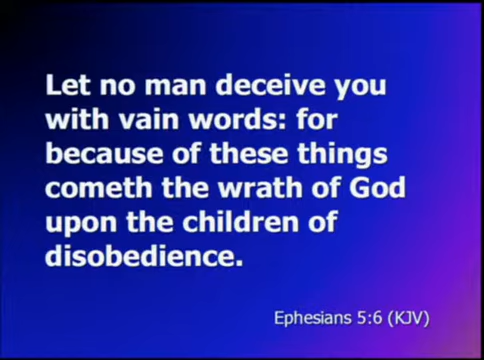 Let no man deceive you
with vain words: for
because of these things
cometh the wrath of God
upon the children of
disobedience.
Ephesians 5:6 (KJV)